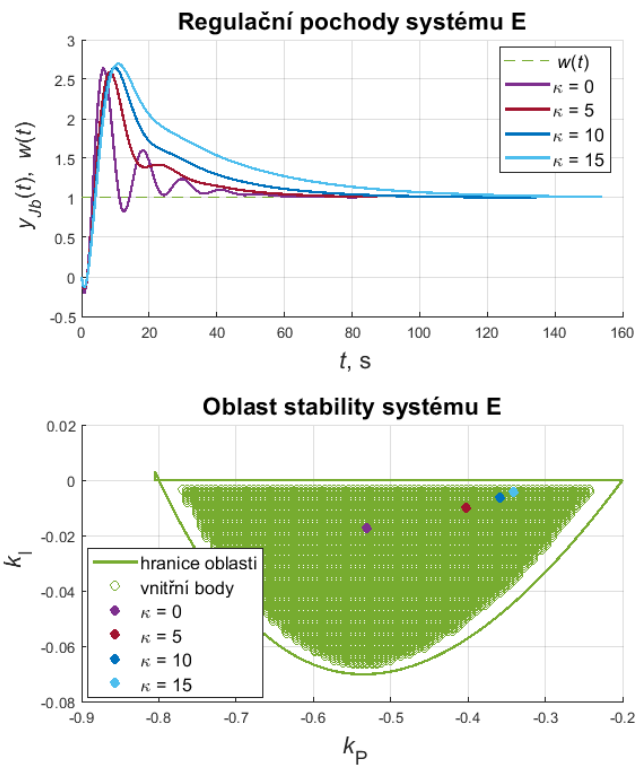 Regulační pochody systému E
3
2.5
2
1.5
1
0.5
0
-0.5
y_Jb(t), w(t)
w(t)
κ = 0
κ = 5
κ = 10
κ = 15
0 20 40 60 80 100 120 140 160
t, s
Oblast stability systému E
0.02
0
-0.02
-0.04
-0.06
-0.08
k_I
hranice oblasti
vnitřní body
κ = 0
κ = 5
κ = 10
κ = 15
-0.9 -0.8 -0.7 -0.6 -0.5 -0.4 -0.3 -0.2
k_P